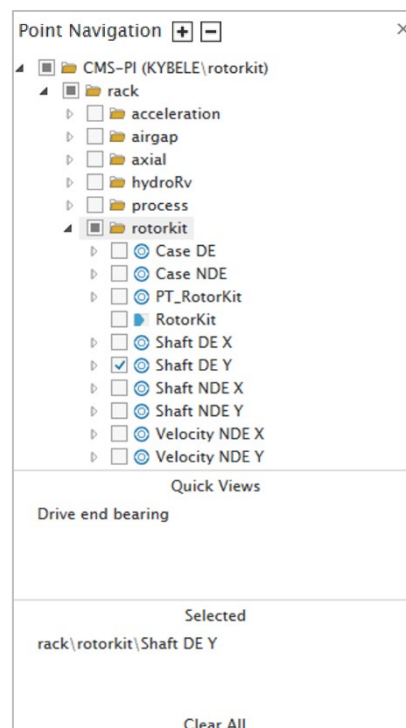 Point Navigation
CMS-PI (KYBELE\rotorkit)
rack
acceleration
airgap
axial
hydroRv
process
rotorkit
Case DE
Case NDE
PT_RotorKit
RotorKit
Shaft DE X
Shaft DE Y
Shaft NDE X
Shaft NDE Y
Velocity NDE X
Velocity NDE Y
Quick Views
Drive end bearing
Selected
rack\rotorkit\Shaft DE Y
Clear All